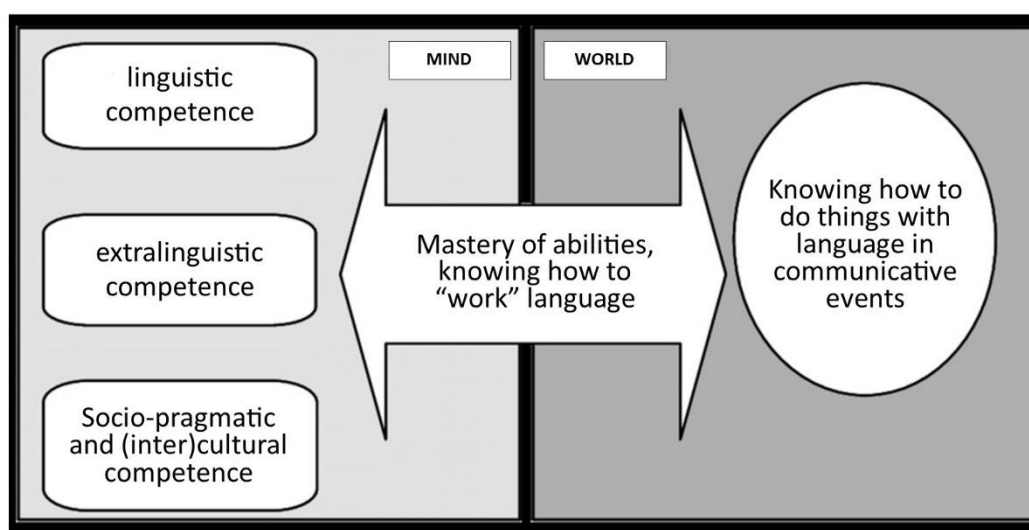 linguistic
competence
MIND
WORLD
extralinguistic
competence
Mastery of abilities,
knowing how to
“work” language
Knowing how to
do things with
language in
communicative
events
Socio-pragmatic
and (inter)cultural
competence